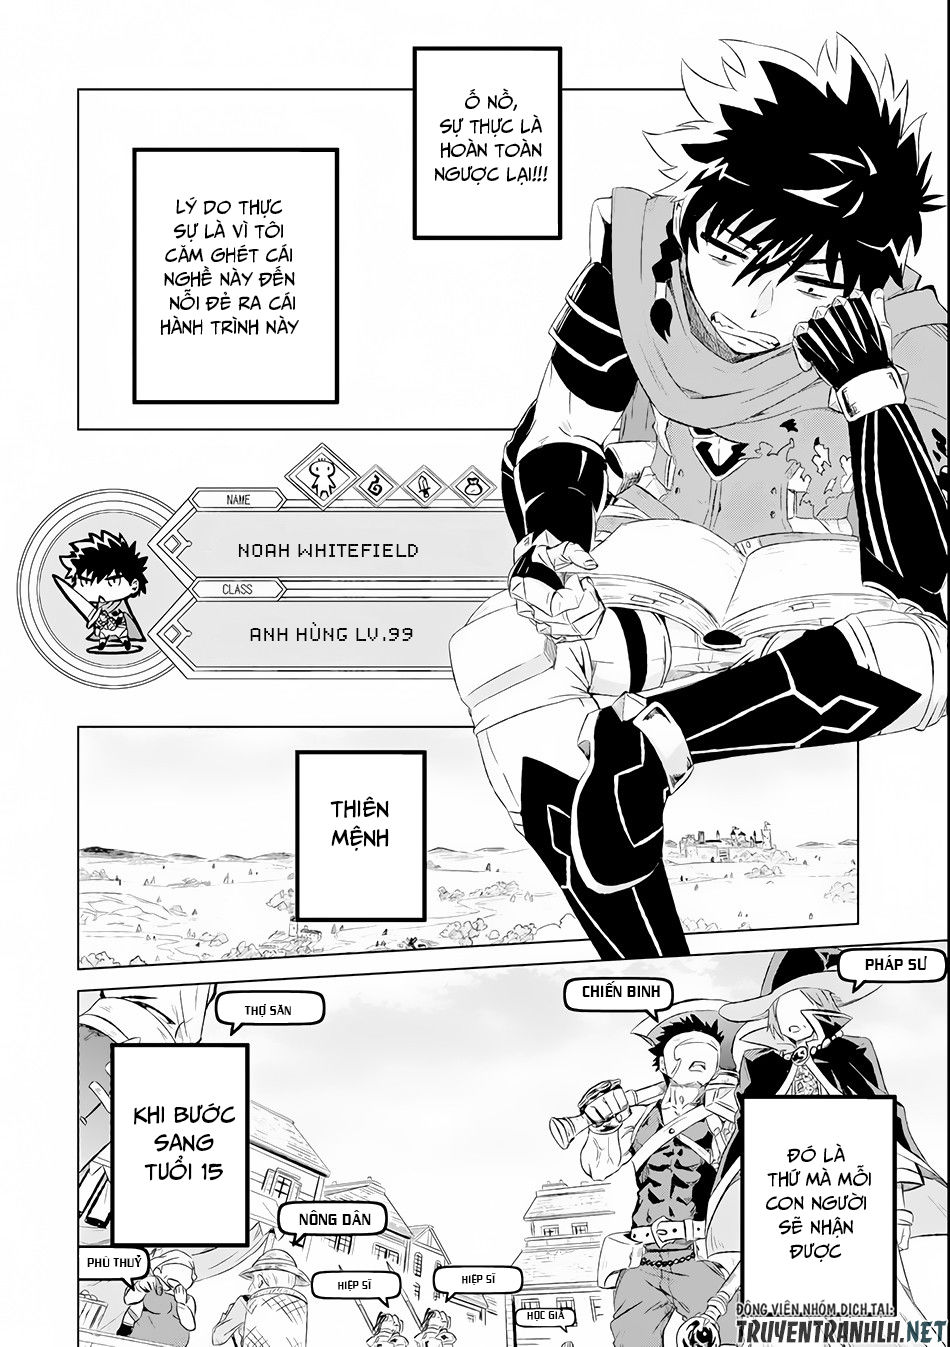 Ố NỒ,
SỰ THỰC LÀ
HOÀN TOÀN
NGƯỢC LẠI!!!
LÝ DO THỰC
SỰ LÀ VÌ TÔI
CĂM GHÉT CÁI
NGHỀ NÀY ĐẾN
NỖI ĐẺ RA CÁI
HÀNH TRÌNH NÀY
NAME
NOAH WHITEFIELD
CLASS
ANH HÙNG LV.99
THIÊN
MỆNH
PHÁP SƯ
CHIẾN BINH
THỢ SĂN
KHI BƯỚC
SANG
TUỔI 15
ĐÓ LÀ
THỨ MÀ MỖI
CON NGƯỜI
SẼ NHẬN
ĐƯỢC
NÔNG DÂN
PHÙ THUỶ
HIỆP SĨ
HIỆP SĨ
HỌC GIẢ
ĐỘNG VIÊN NHÓM DỊCH TẠI:
TRUYENTRANHLH.NET